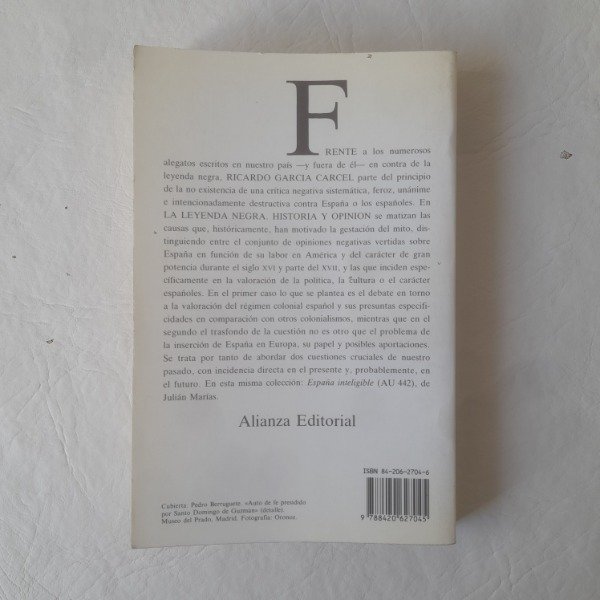 FRENTE a los numerosos
alegatos escritos en nuestro país —y fuera de él— en contra de la
leyenda negra, RICARDO GARCIA CARCEL parte del principio
de la no existencia de una crítica negativa sistemática, feroz, unánime
e intencionadamente destructiva contra España o los españoles. En
LA LEYENDA NEGRA. HISTORIA Y OPINION se matizan las
causas que, históricamente, han motivado la gestación del mito, dis-
tinguiendo entre el conjunto de opiniones negativas vertidas sobre
España en función de su labor en América y del carácter de gran
potencia durante el siglo XVI y parte del XVII, y las que inciden espe-
cíficamente en la valoración de la política, la cultura o el carácter
españoles. En el primer caso lo que se plantea es el debate en torno
a la valoración del régimen colonial español y sus presuntas especifi-
cidades en comparación con otros colonialismos, mientras que en el
segundo el trasfondo de la cuestión no es otro que el problema de
la inserción de España en Europa, su papel y posibles aportaciones.
Se trata por tanto de abordar dos cuestiones cruciales de nuestro
pasado, con incidencia directa en el presente y, probablemente, en
el futuro. En esta misma colección: España inteligible (AU 442), de
Julián Marías.
Alianza Editorial
ISBN 84-206-2704-6
Cubierta: Pedro Berruguete. «Auto de fe presidido
por Santo Domingo de Guzmán» (detalle).
Museo del Prado, Madrid. Fotografía: Oronoz.
9 788420 627045